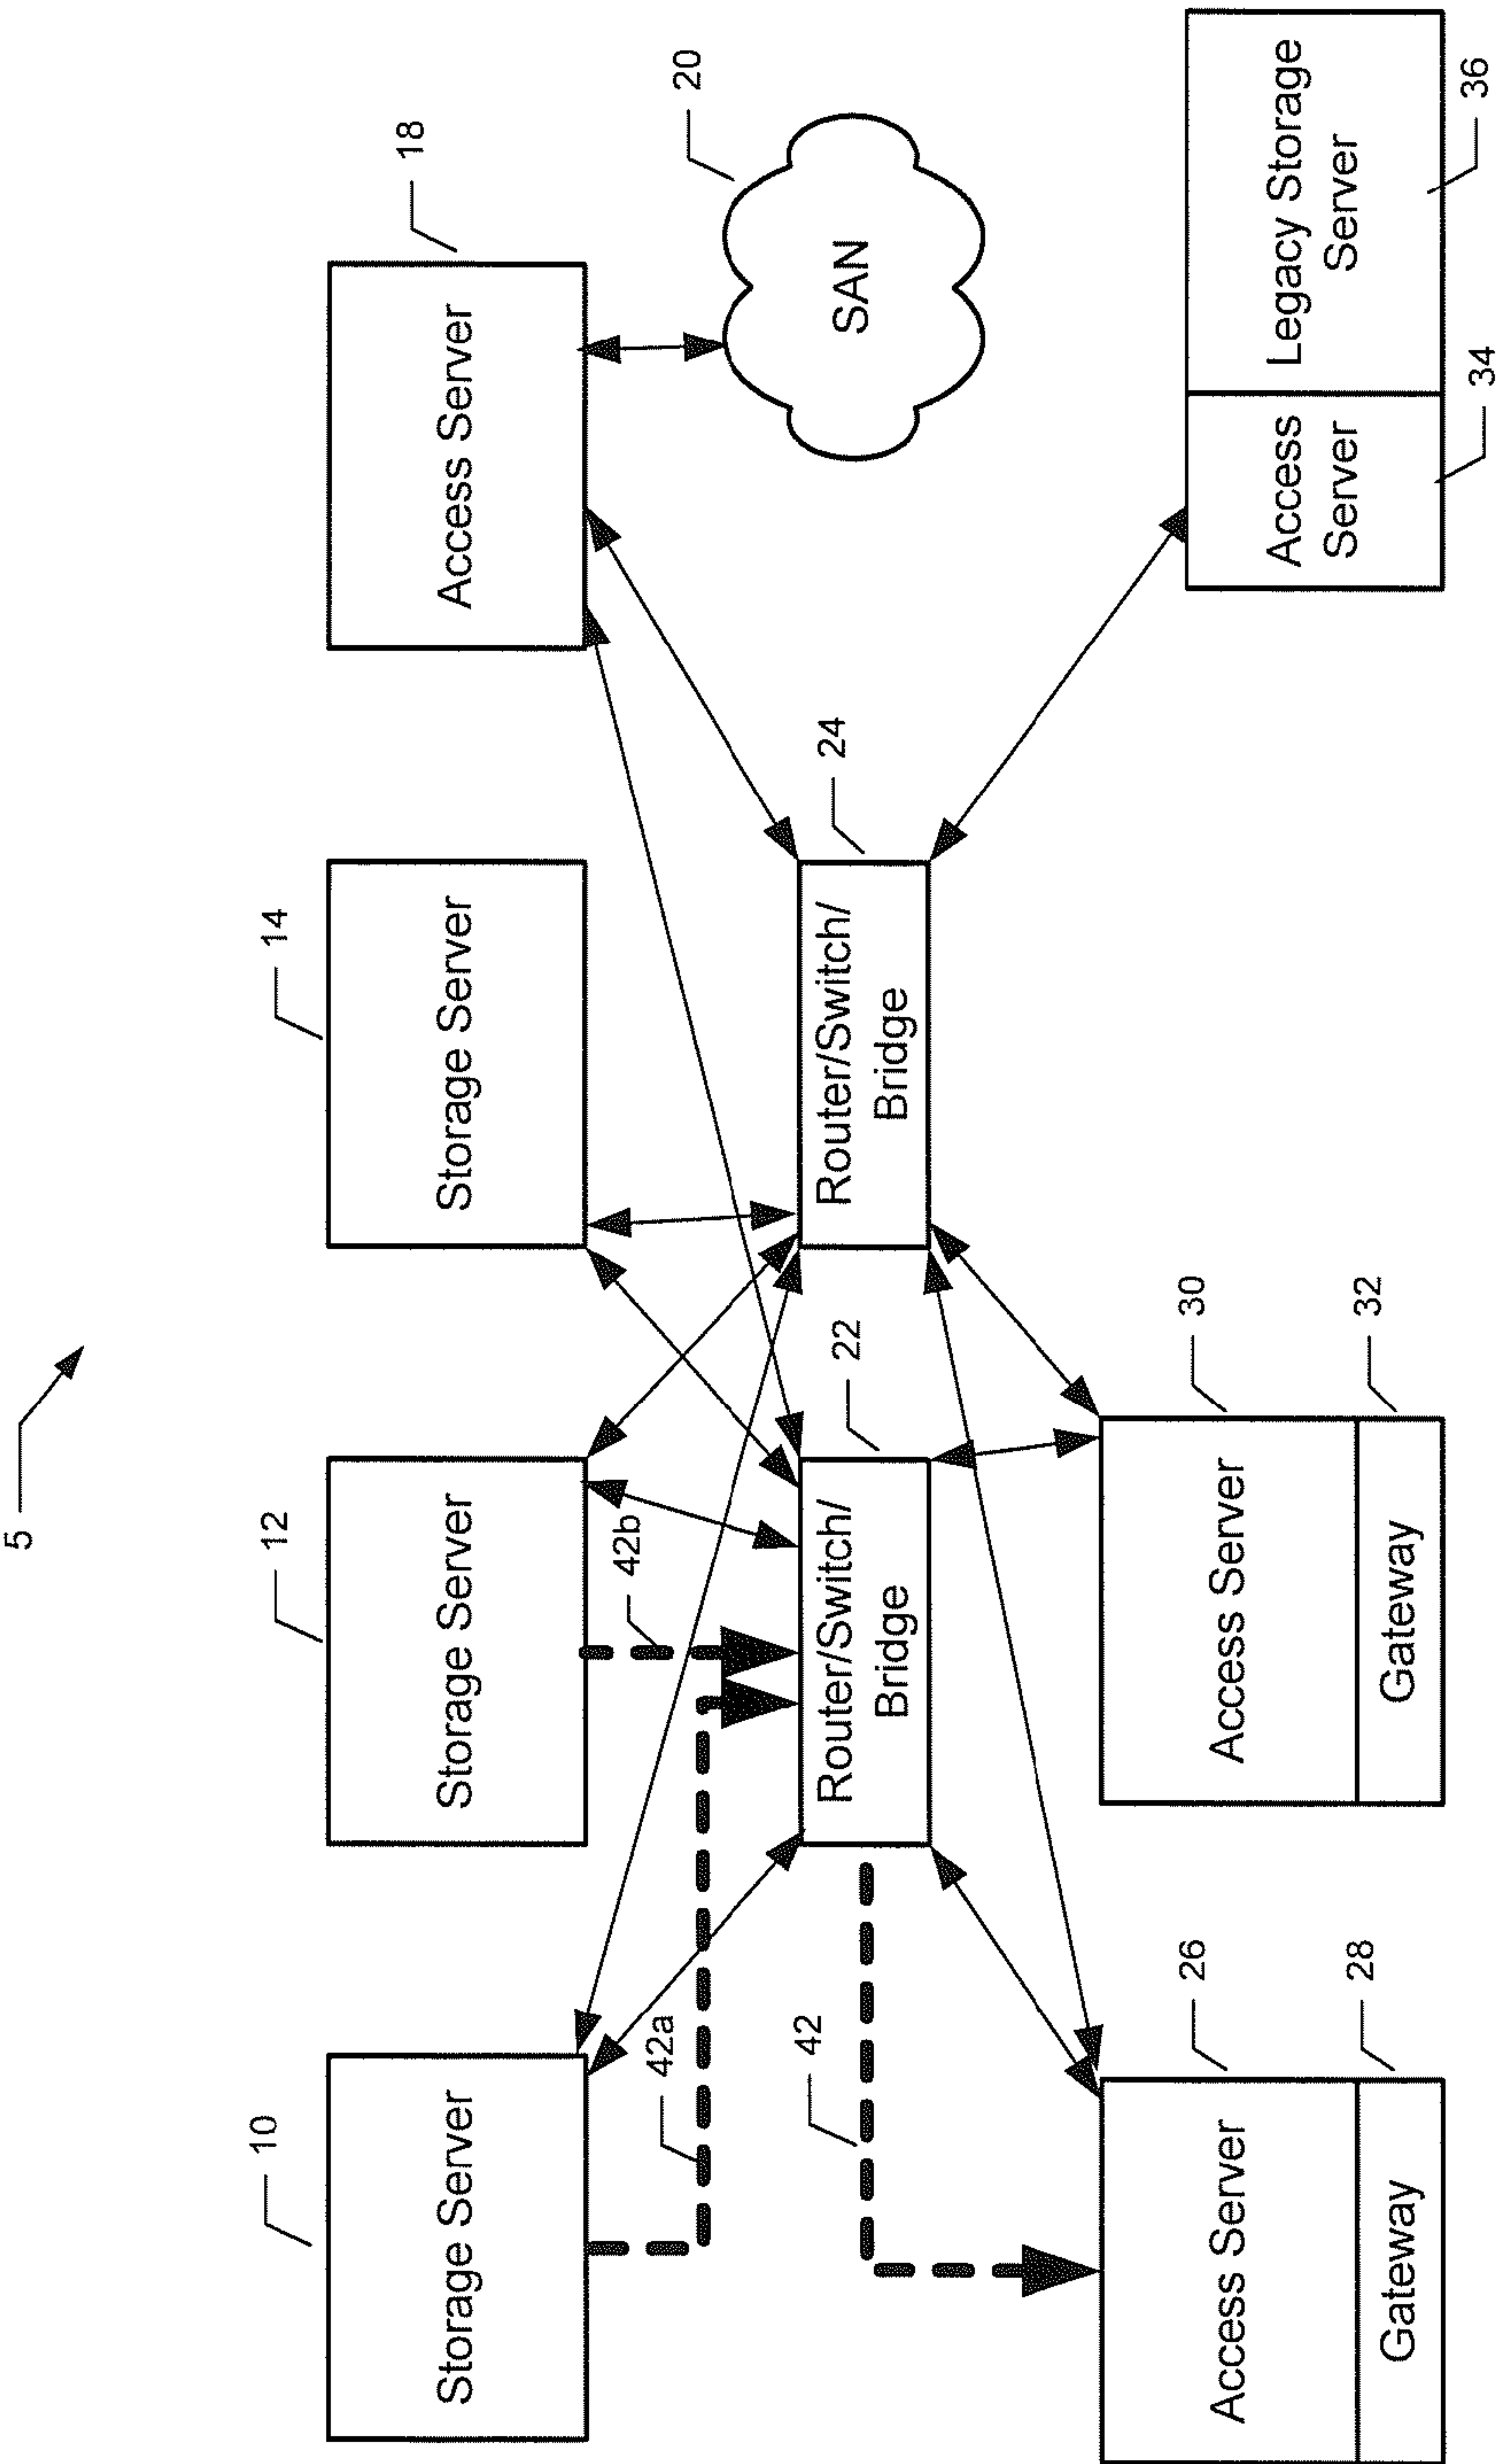 5
10
12
14
18
Storage Server
Storage Server
Storage Server
Access Server
42a
42b
20
SAN
22
24
Router/Switch/
Bridge
Router/Switch/
Bridge
42
26
30
Access Server
Access Server
Access
Server
Legacy Storage
Server
28
32
Gateway
Gateway
34
36